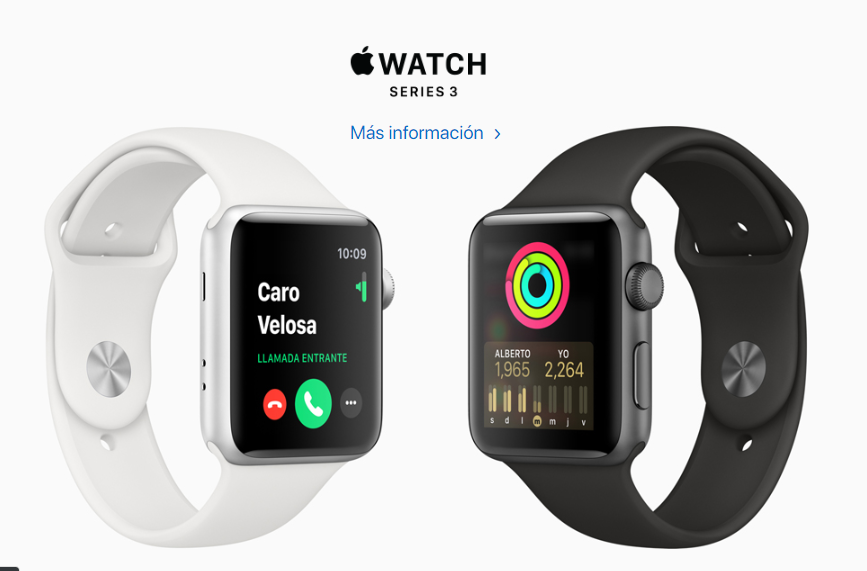 WATCH
SERIES 3
Más información >
10:09
Caro
Velosa
LLAMADA ENTRANTE
ALBERTO YO
1,965 2,264
s d l m m j v